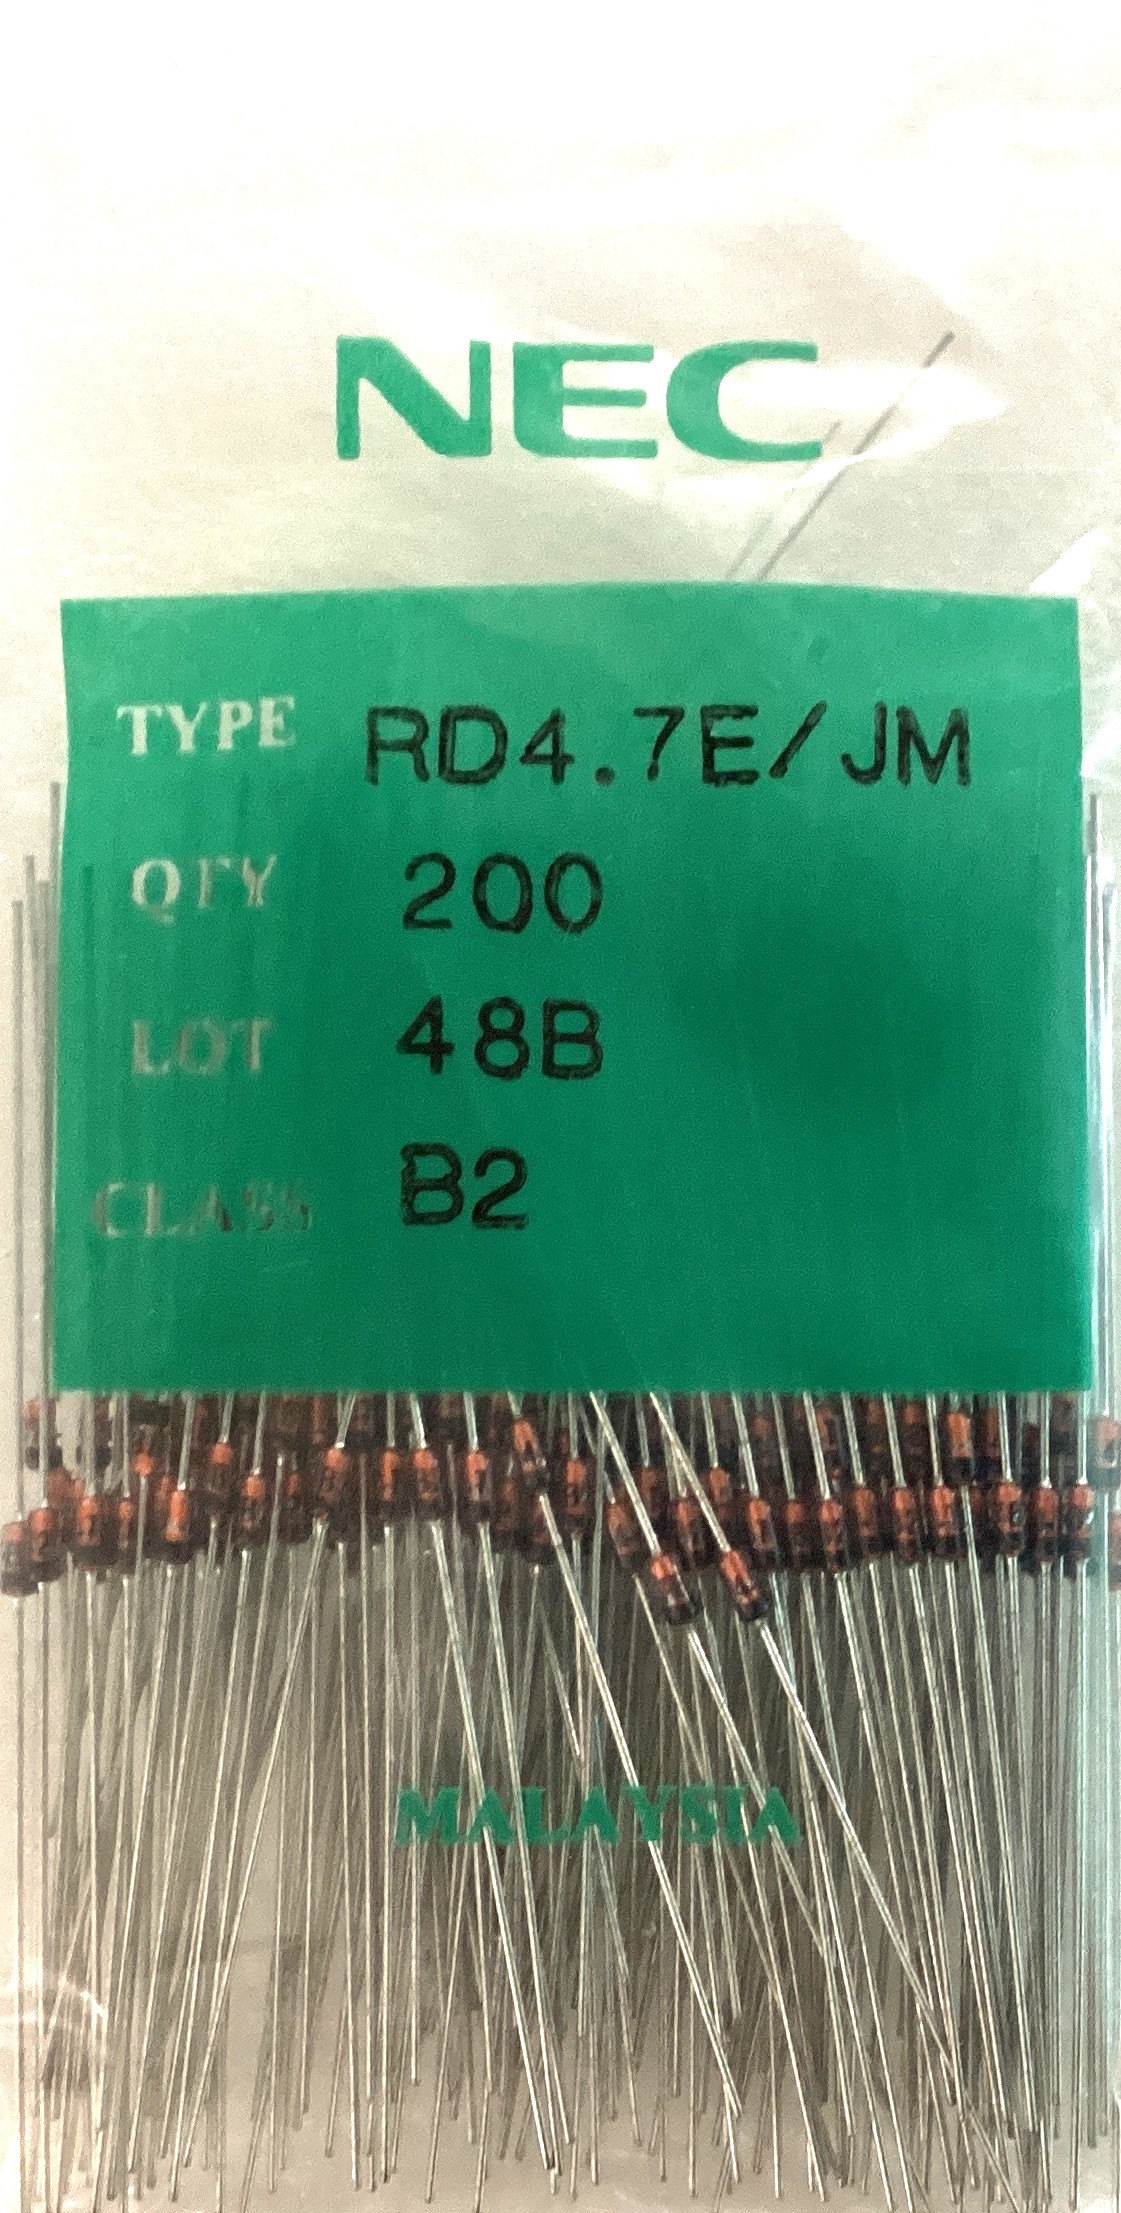 NEC
TYPE RD4.7E/JM
QTY 200
LOT 48B
CLASS B2
MALAYSIA